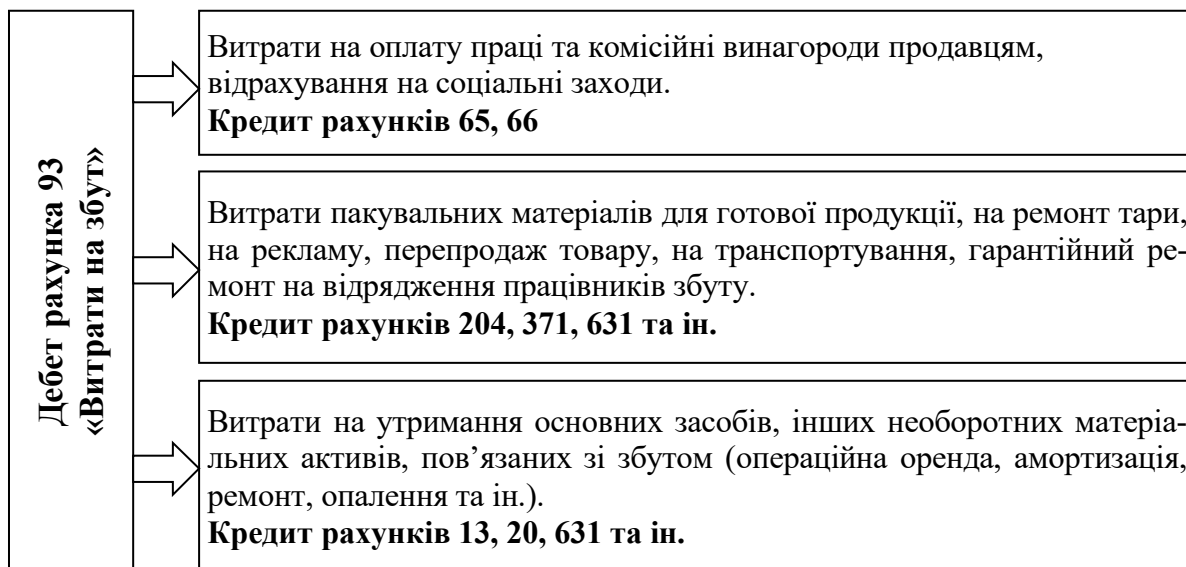 Дебет рахунка 93
«Витрати на збут»
Витрати на оплату праці та комісійні винагороди продавцям,
відрахування на соціальні заходи.
Кредит рахунків 65, 66
Витрати пакувальних матеріалів для готової продукції, на ремонт тари,
на рекламу, перепродаж товару, на транспортування, гарантійний ре-
монт на відрядження працівників збуту.
Кредит рахунків 204, 371, 631 та ін.
Витрати на утримання основних засобів, інших необоротних матеріа-
льних активів, пов’язаних зі збутом (операційна оренда, амортизація,
ремонт, опалення та ін.).
Кредит рахунків 13, 20, 631 та ін.